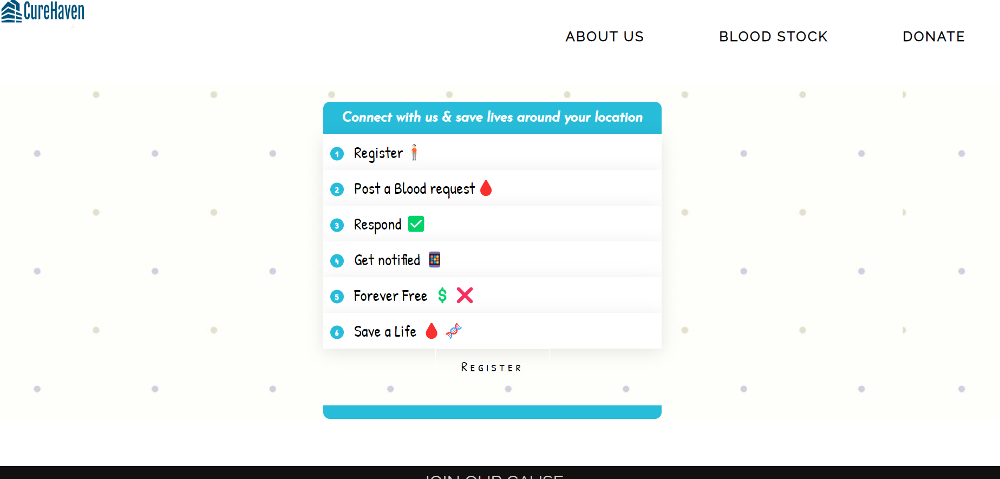 CureHaven
ABOUT US
BLOOD STOCK
DONATE
Connect with us & save lives around your location
1 Register
2 Post a Blood request
3 Respond
4 Get notified
5 Forever Free
6 Save a Life
Register
JOIN OUR CAUSE